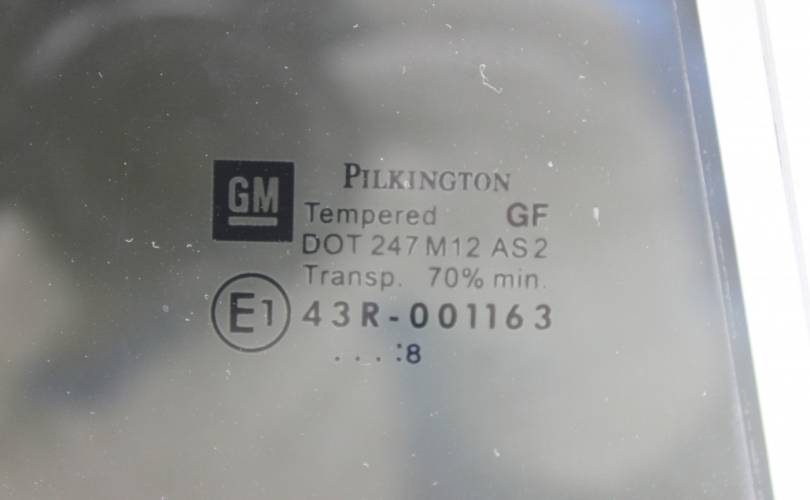 GM
PILKINGTON
Tempered GF
DOT 247 M12 AS2
Transp. 70% min.
E1 43R-001163
. . . . :8